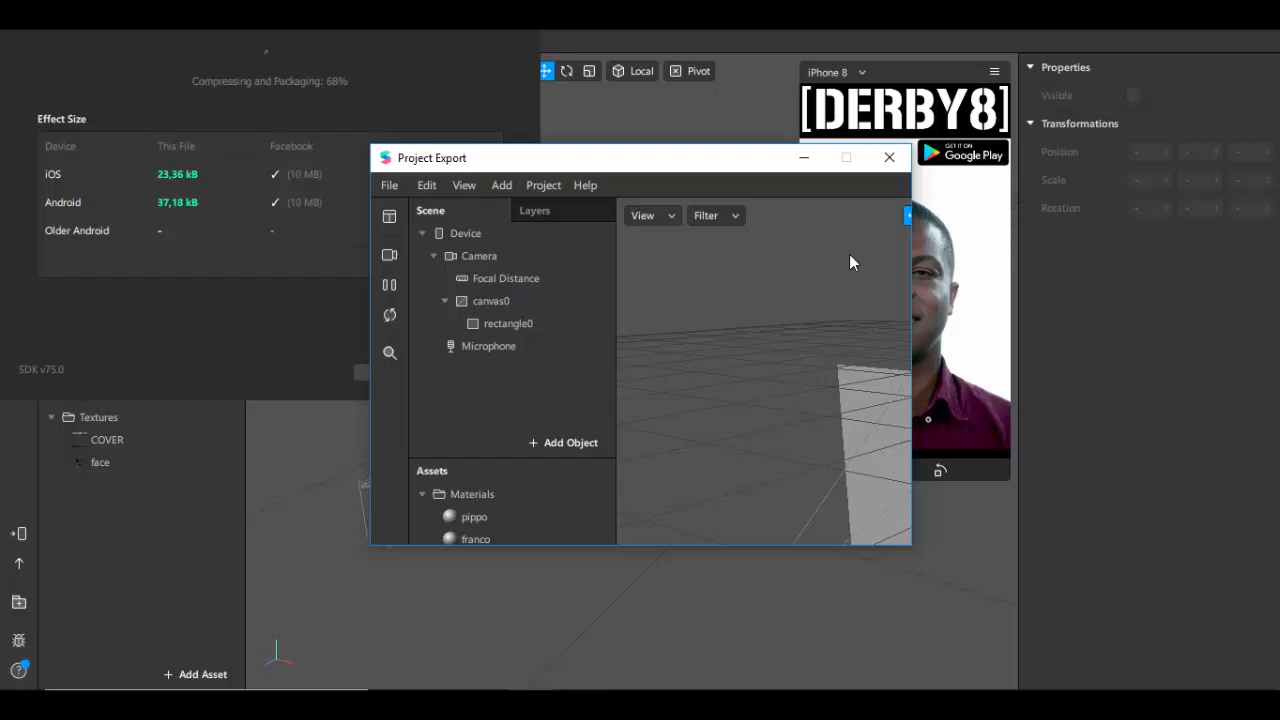 Compressing and Packaging: 68%
Effect Size
Device This File Facebook
iOS 23,36 kB ✓ (10 MB)
Android 37,18 kB ✓ (10 MB)
Older Android - -
SDK v75.0
Textures
COVER
face
+ Add Asset
Local Pivot
iPhone 8
[DERBY8]
GET IT ON
Google Play
Project Export
File Edit View Add Project Help
Scene Layers
Device
Camera
Focal Distance
canvas0
rectangle0
Microphone
+ Add Object
Assets
Materials
pippo
franco
View Filter
Properties
Visible
Transformations
Position
Scale
Rotation